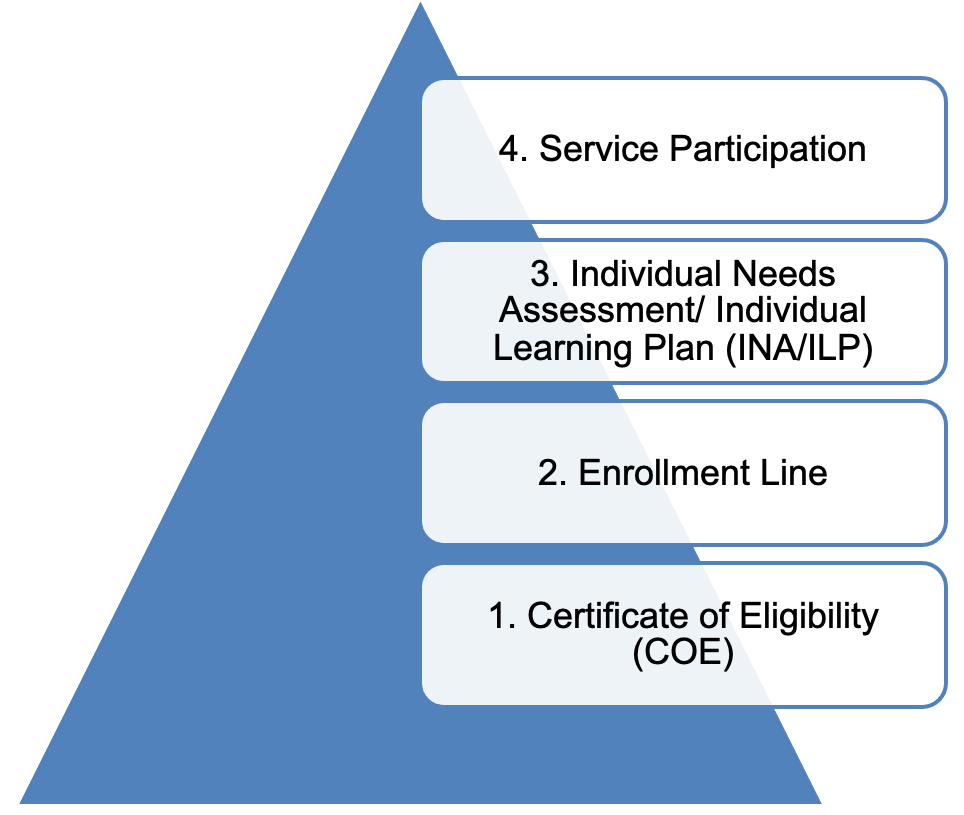 4. Service Participation
3. Individual Needs
Assessment/ Individual
Learning Plan (INA/ILP)
2. Enrollment Line
1. Certificate of Eligibility
(COE)